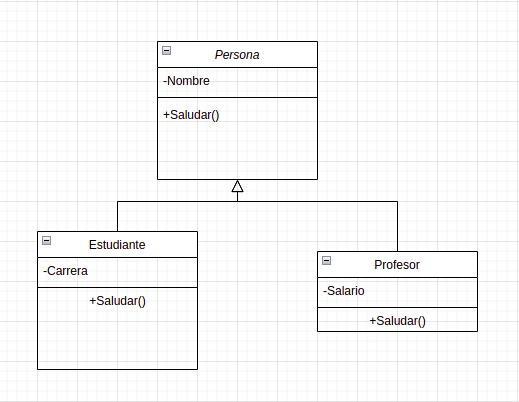 Persona
-Nombre
+Saludar()
Estudiante
-Carrera
+Saludar()
Profesor
-Salario
+Saludar()